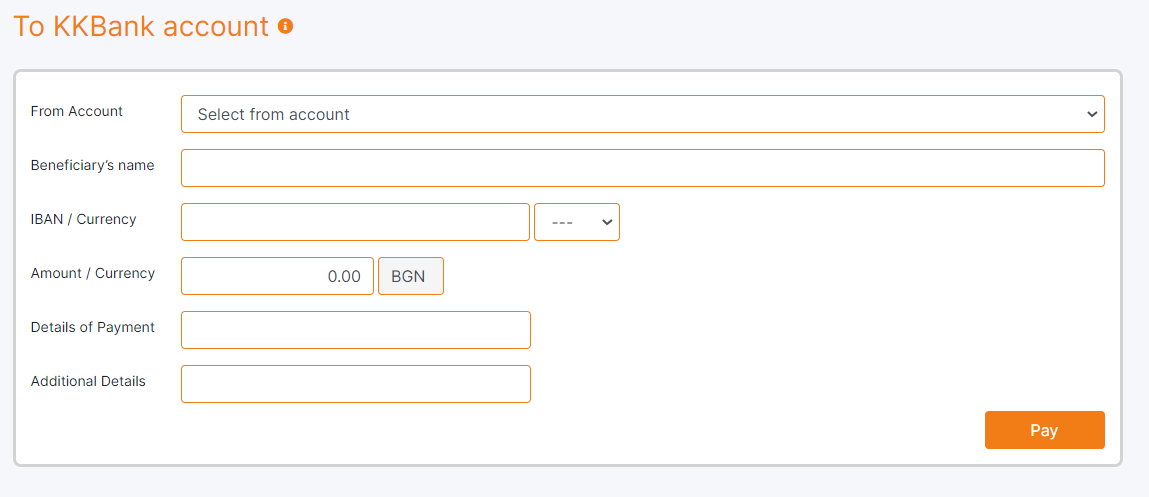 To KKBank account
From Account Select from account
Beneficiary's name
IBAN / Currency ---
Amount / Currency 0.00 BGN
Details of Payment
Additional Details
Pay